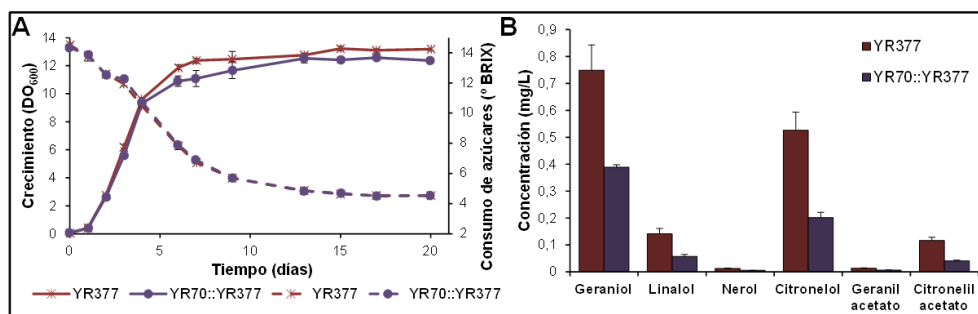 A
Crecimiento (DO600)
14
12
10
8
6
4
2
0
0
5
10
15
20
Tiempo (días)
14
12
10
8
6
4
2
Consumo de azúcares (º BRIX)
YR377
YR70::YR377
YR377
YR70::YR377
B
Concentración (mg/L)
0,9
0,8
0,7
0,6
0,5
0,4
0,3
0,2
0,1
0
YR377
YR70::YR377
Geraniol
Linalol
Nerol
Citronelol
Geranil
acetato
Citronelil
acetato